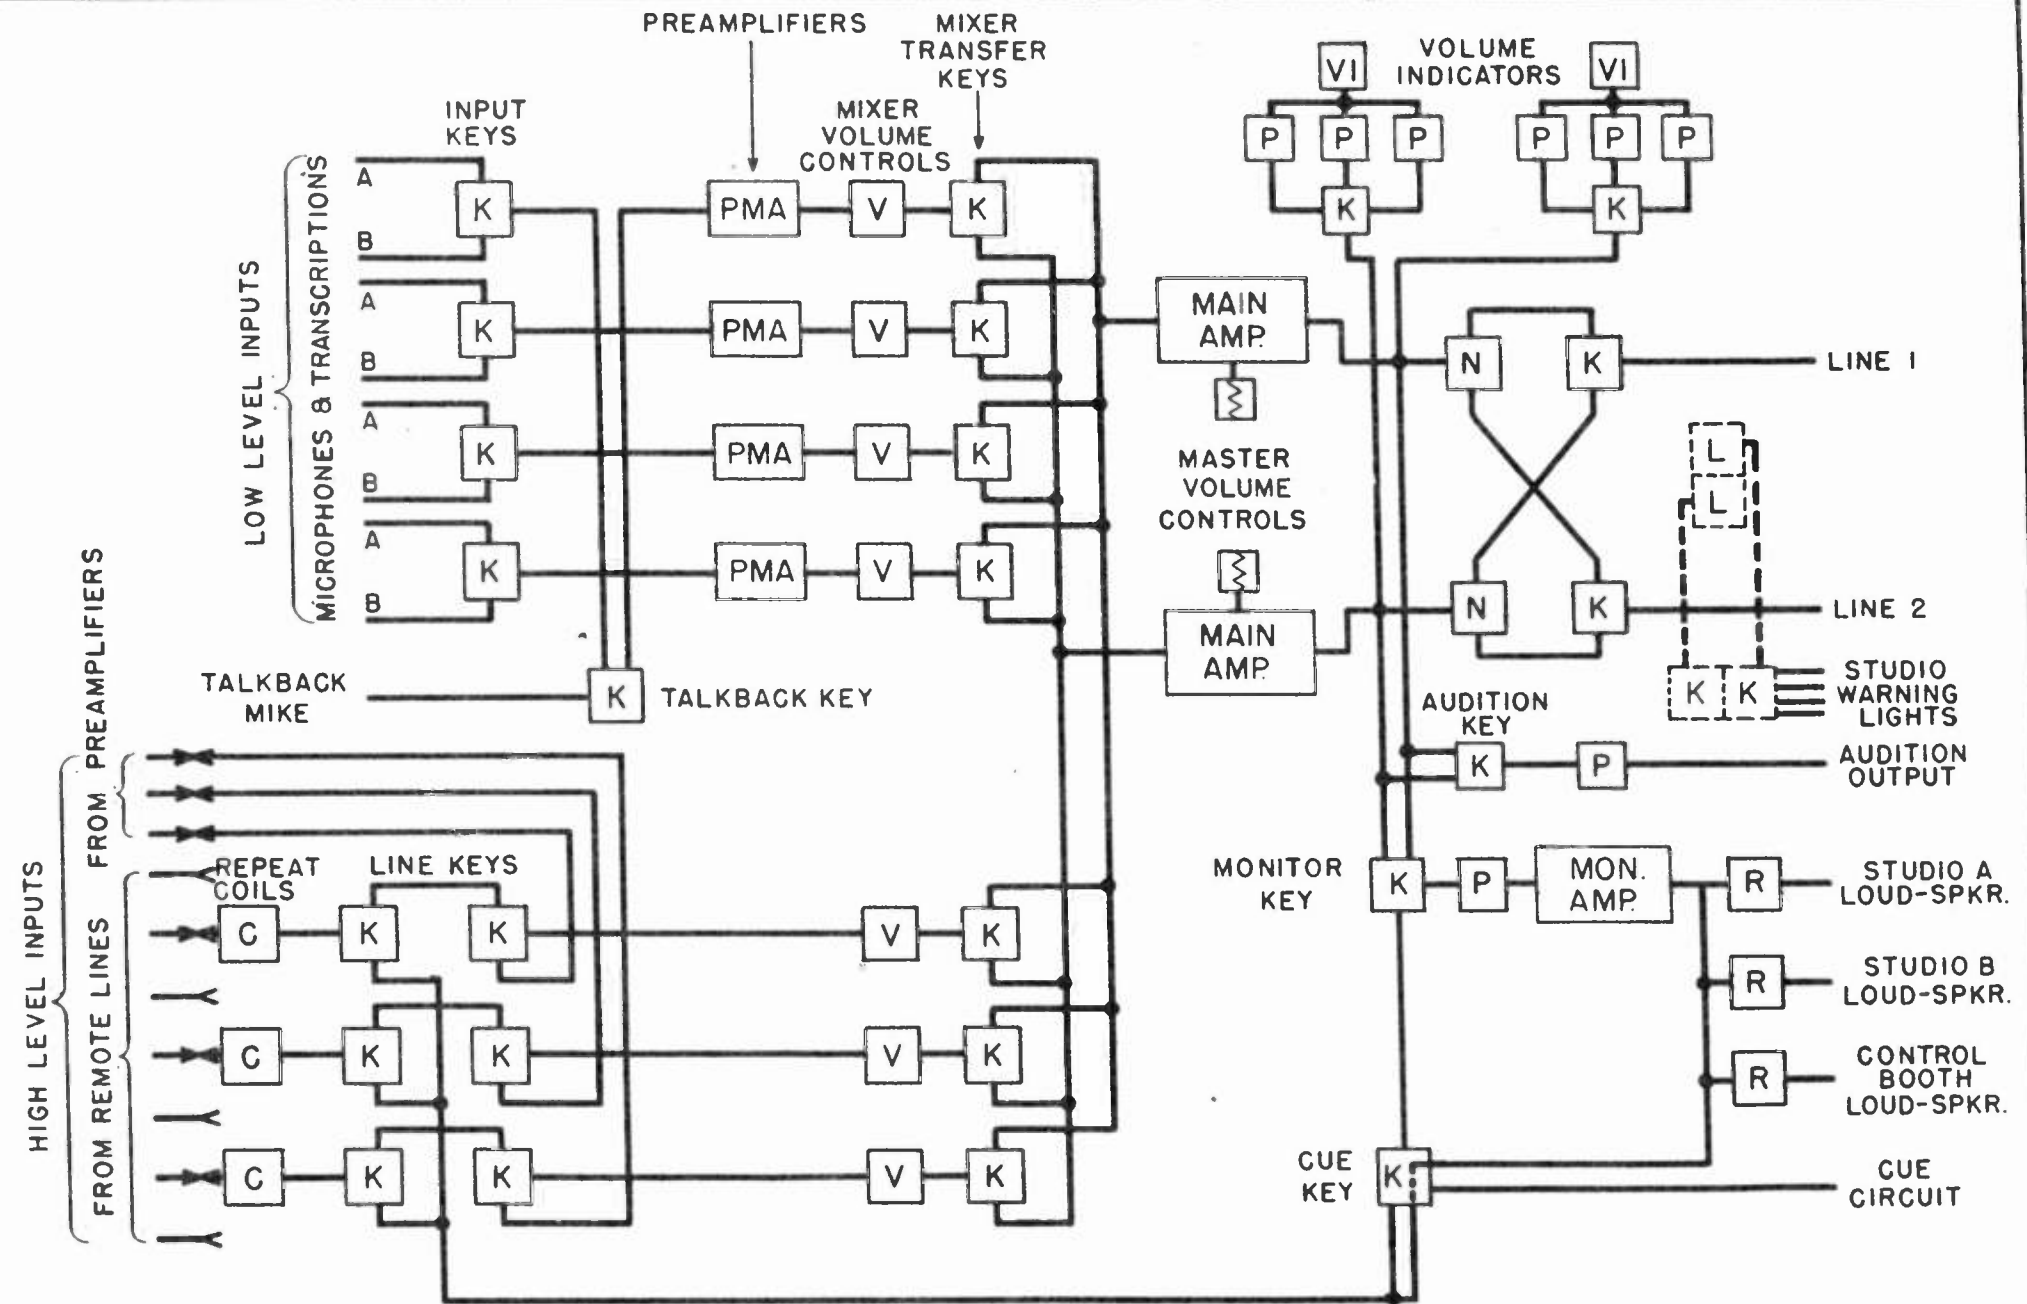 PREAMPLIFIERS
MIXER
TRANSFER
KEYS
VI
VOLUME
INDICATORS
VI
INPUT
KEYS
MIXER
VOLUME
CONTROLS
P
P
P
P
P
P
LOW LEVEL INPUTS
MICROPHONES & TRANSCRIPTIONS
A
K
PMA
V
K
K
K
B
A
K
PMA
V
K
MAIN
AMP.
B
N
K
LINE 1
A
K
PMA
V
K
MASTER
VOLUME
CONTROLS
L
L
B
A
K
PMA
V
K
B
MAIN
AMP.
N
K
LINE 2
TALKBACK
MIKE
K
TALKBACK KEY
K
K
STUDIO
WARNING
LIGHTS
AUDITION
KEY
K
P
AUDITION
OUTPUT
HIGH LEVEL INPUTS
FROM PREAMPLIFIERS
FROM REMOTE LINES
REPEAT
COILS
LINE KEYS
MONITOR
KEY
K
P
MON.
AMP.
R
STUDIO A
LOUD-SPKR.
C
K
K
V
K
R
STUDIO B
LOUD-SPKR.
C
K
K
V
K
R
CONTROL
BOOTH
LOUD-SPKR.
C
K
K
V
K
CUE
KEY
K
CUE
CIRCUIT